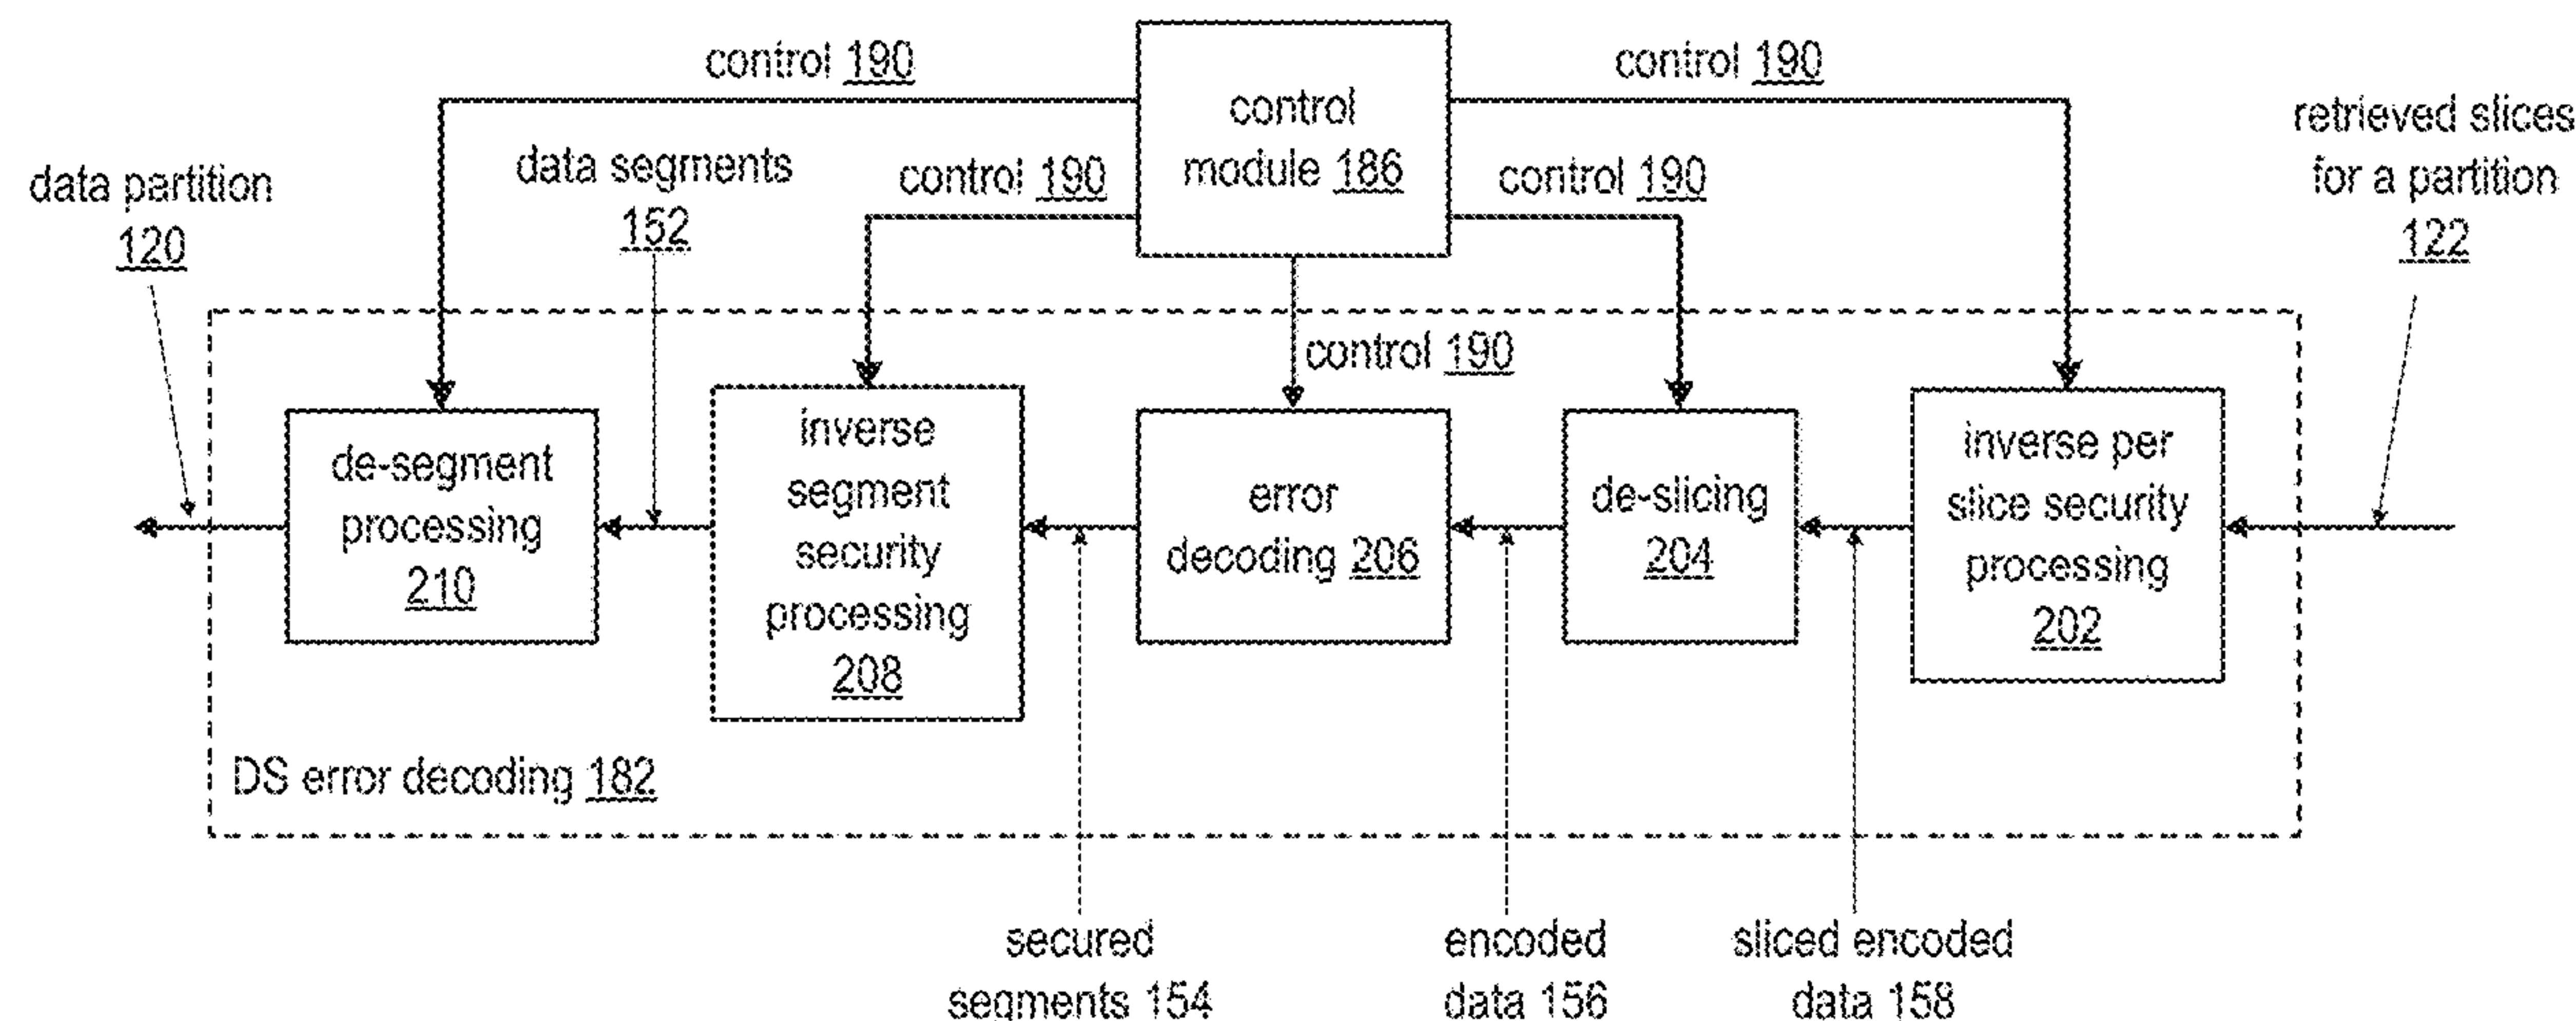 control 190
control 190
control
module 186
retrieved slices
for a partition
122
data segments
152
control 190
control 190
data partition
120
control 190
de-segment
processing
210
inverse
segment
security
processing
208
error
decoding 206
de-slicing
204
inverse per
slice security
processing
202
DS error decoding 182
secured
segments 154
encoded
data 156
sliced encoded
data 158